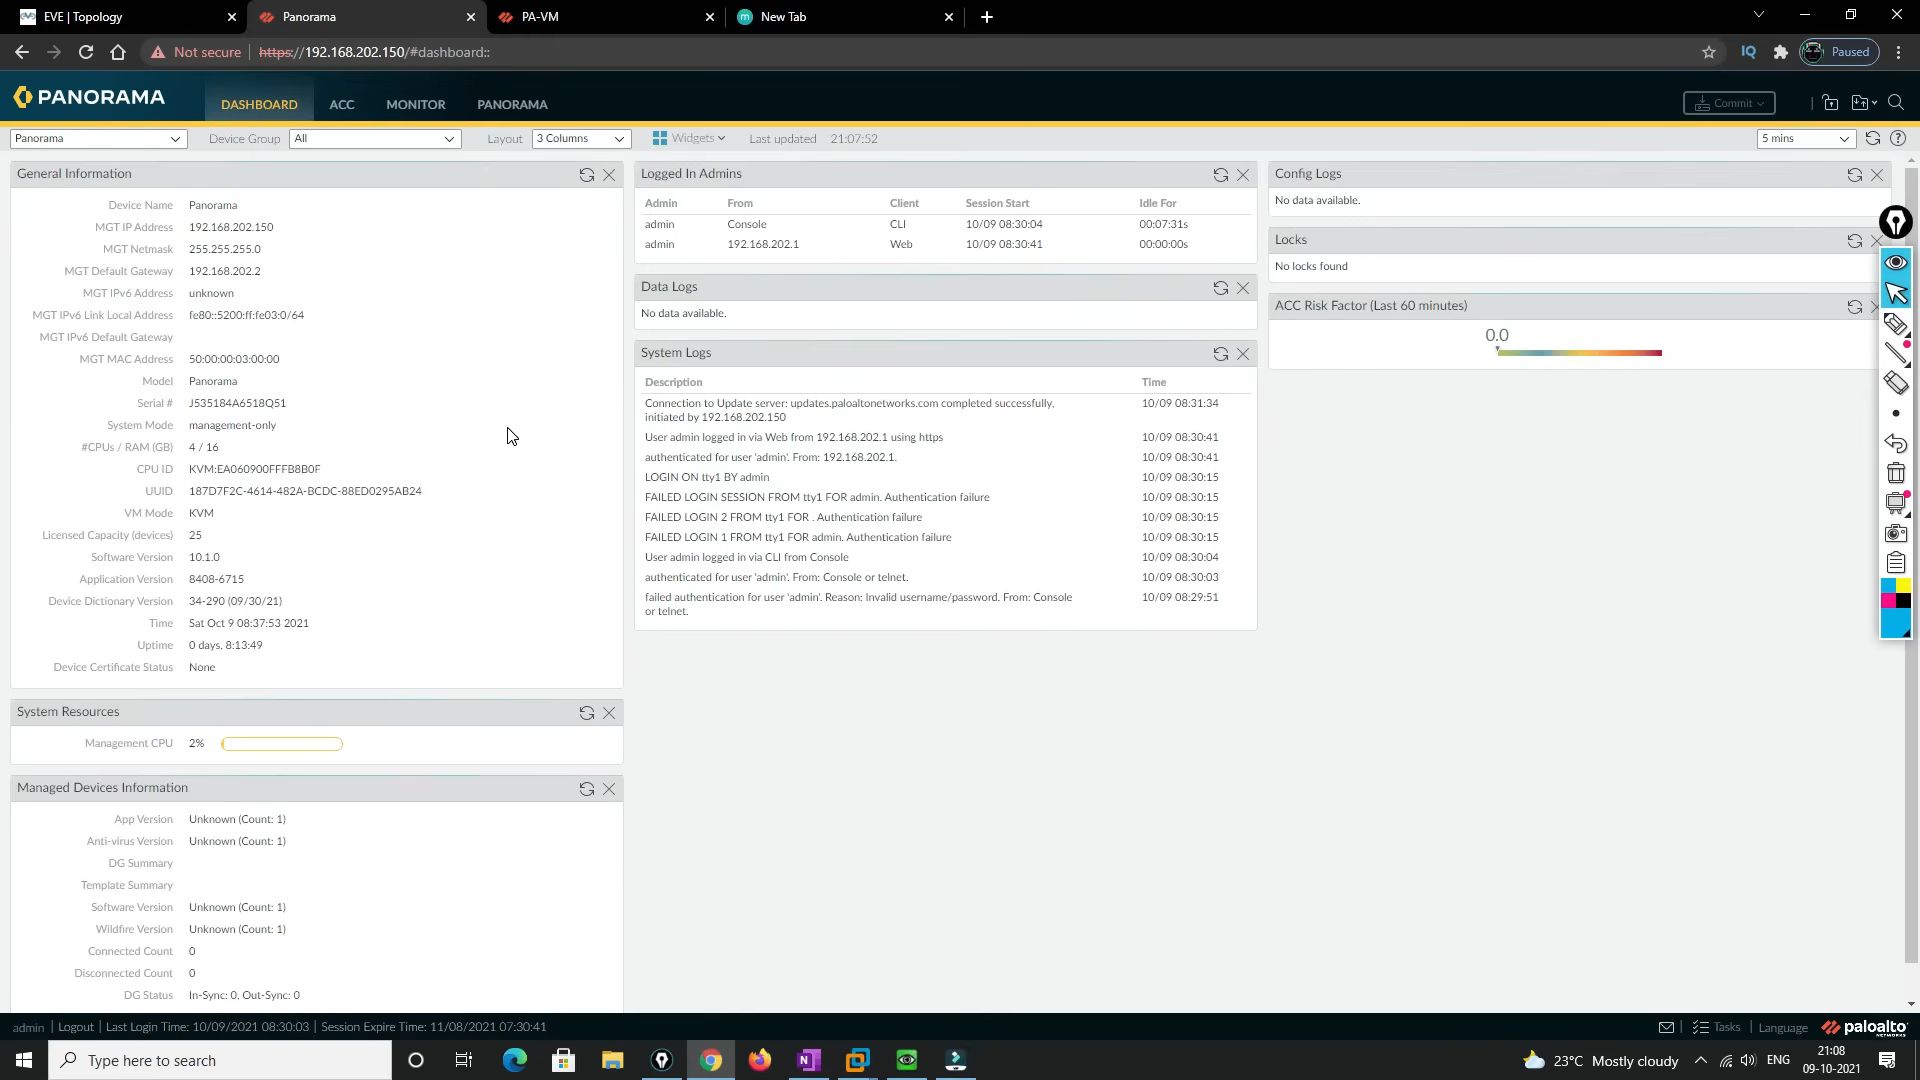 EVE | Topology
Panorama
PA-VM
New Tab
Not secure | https://192.168.202.150/#dashboard::
IQ
Paused
PANORAMA
DASHBOARD
ACC
MONITOR
PANORAMA
Commit
Panorama
Device Group
All
Layout
3 Columns
Widgets
Last updated
21:07:52
5 mins
General Information
Device Name Panorama
MGT IP Address 192.168.202.150
MGT Netmask 255.255.255.0
MGT Default Gateway 192.168.202.2
MGT IPv6 Address unknown
MGT IPv6 Link Local Address fe80::5200:ff:fe03:0/64
MGT IPv6 Default Gateway
MGT MAC Address 50:00:00:03:00:00
Model Panorama
Serial # J535184A6518Q51
System Mode management-only
#CPUs / RAM (GB) 4 / 16
CPU ID KVM:EA060900FFFB8B0F
UUID 187D7F2C-4614-482A-BCDC-88ED0295AB24
VM Mode KVM
Licensed Capacity (devices) 25
Software Version 10.1.0
Application Version 8408-6715
Device Dictionary Version 34-290 (09/30/21)
Time Sat Oct 9 08:37:53 2021
Uptime 0 days, 8:13:49
Device Certificate Status None
System Resources
Management CPU 2%
Managed Devices Information
App Version Unknown (Count: 1)
Anti-virus Version Unknown (Count: 1)
DG Summary
Template Summary
Software Version Unknown (Count: 1)
Wildfire Version Unknown (Count: 1)
Connected Count 0
Disconnected Count 0
DG Status In-Sync: 0, Out-Sync: 0
Logged In Admins
Admin From Client Session Start Idle For
admin Console CLI 10/09 08:30:04 00:07:31s
admin 192.168.202.1 Web 10/09 08:30:41 00:00:00s
Data Logs
No data available.
System Logs
Description Time
Connection to Update server: updates.paloaltonetworks.com completed successfully, 10/09 08:31:34
initiated by 192.168.202.150
User admin logged in via Web from 192.168.202.1 using https 10/09 08:30:41
authenticated for user 'admin'. From: 192.168.202.1. 10/09 08:30:41
LOGIN ON tty1 BY admin 10/09 08:30:15
FAILED LOGIN SESSION FROM tty1 FOR admin. Authentication failure 10/09 08:30:15
FAILED LOGIN 2 FROM tty1 FOR . Authentication failure 10/09 08:30:15
FAILED LOGIN 1 FROM tty1 FOR admin. Authentication failure 10/09 08:30:15
User admin logged in via CLI from Console 10/09 08:30:04
authenticated for user 'admin'. From: Console or telnet. 10/09 08:30:03
failed authentication for user 'admin'. Reason: Invalid username/password. From: Console 10/09 08:29:51
or telnet.
Config Logs
No data available.
Locks
No locks found
ACC Risk Factor (Last 60 minutes)
0.0
admin | Logout | Last Login Time: 10/09/2021 08:30:03 | Session Expire Time: 11/08/2021 07:30:41
Tasks | Language
paloalto
NETWORKS
Type here to search
23°C Mostly cloudy
ENG
21:08
09-10-2021